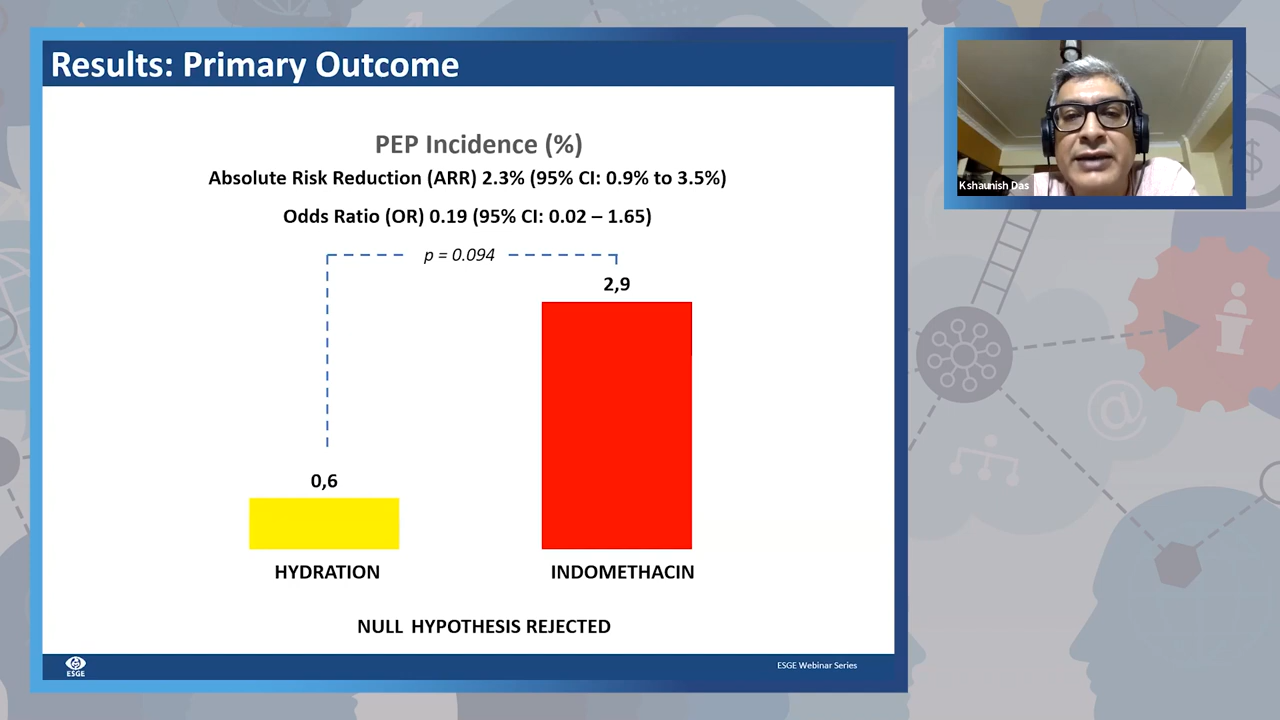 Results: Primary Outcome
PEP Incidence (%)
Absolute Risk Reduction (ARR) 2.3% (95% CI: 0.9% to 3.5%)
Odds Ratio (OR) 0.19 (95% CI: 0.02 – 1.65)
p = 0.094
2,9
0,6
HYDRATION
INDOMETHACIN
NULL HYPOTHESIS REJECTED
ESGE
ESGE Webinar Series
Kshaunish Das
@
$